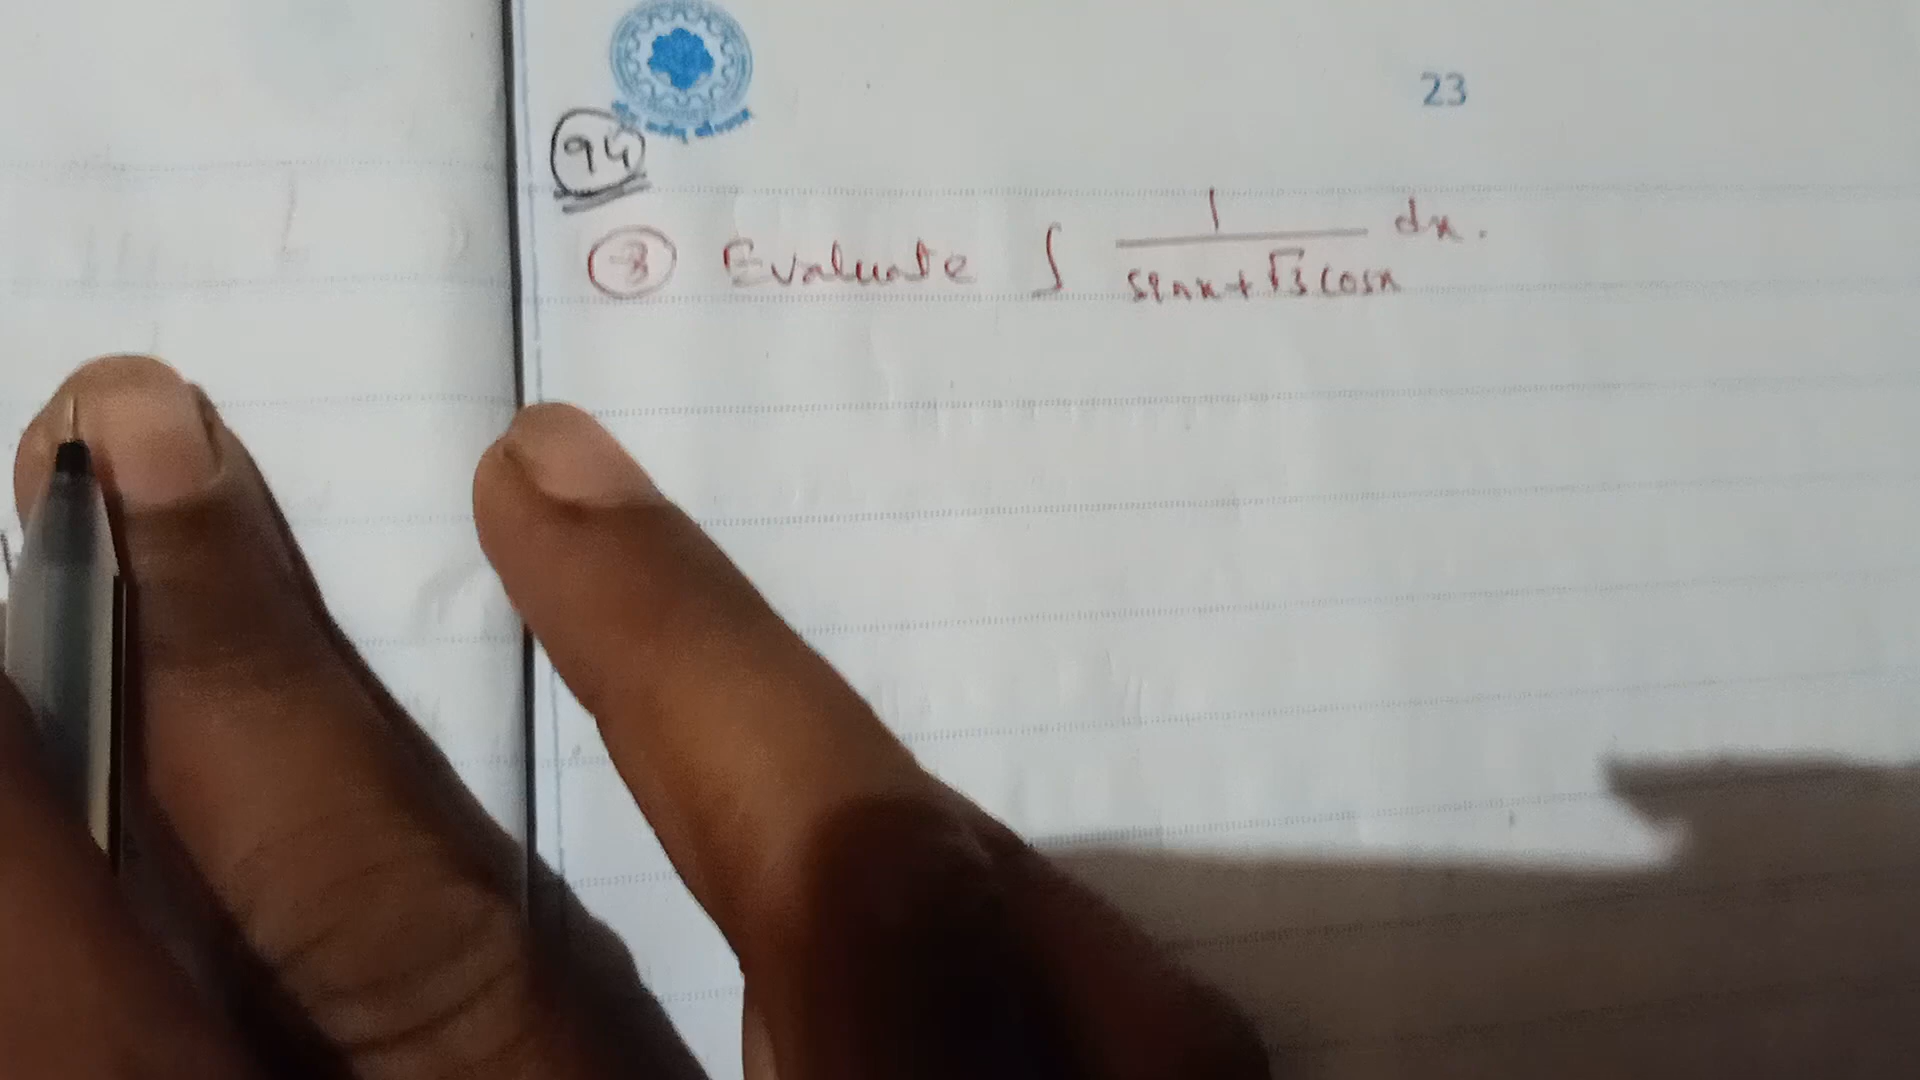 23
94
3 Evaluate ∫ 1/(sinx+√3 cosx) dx.